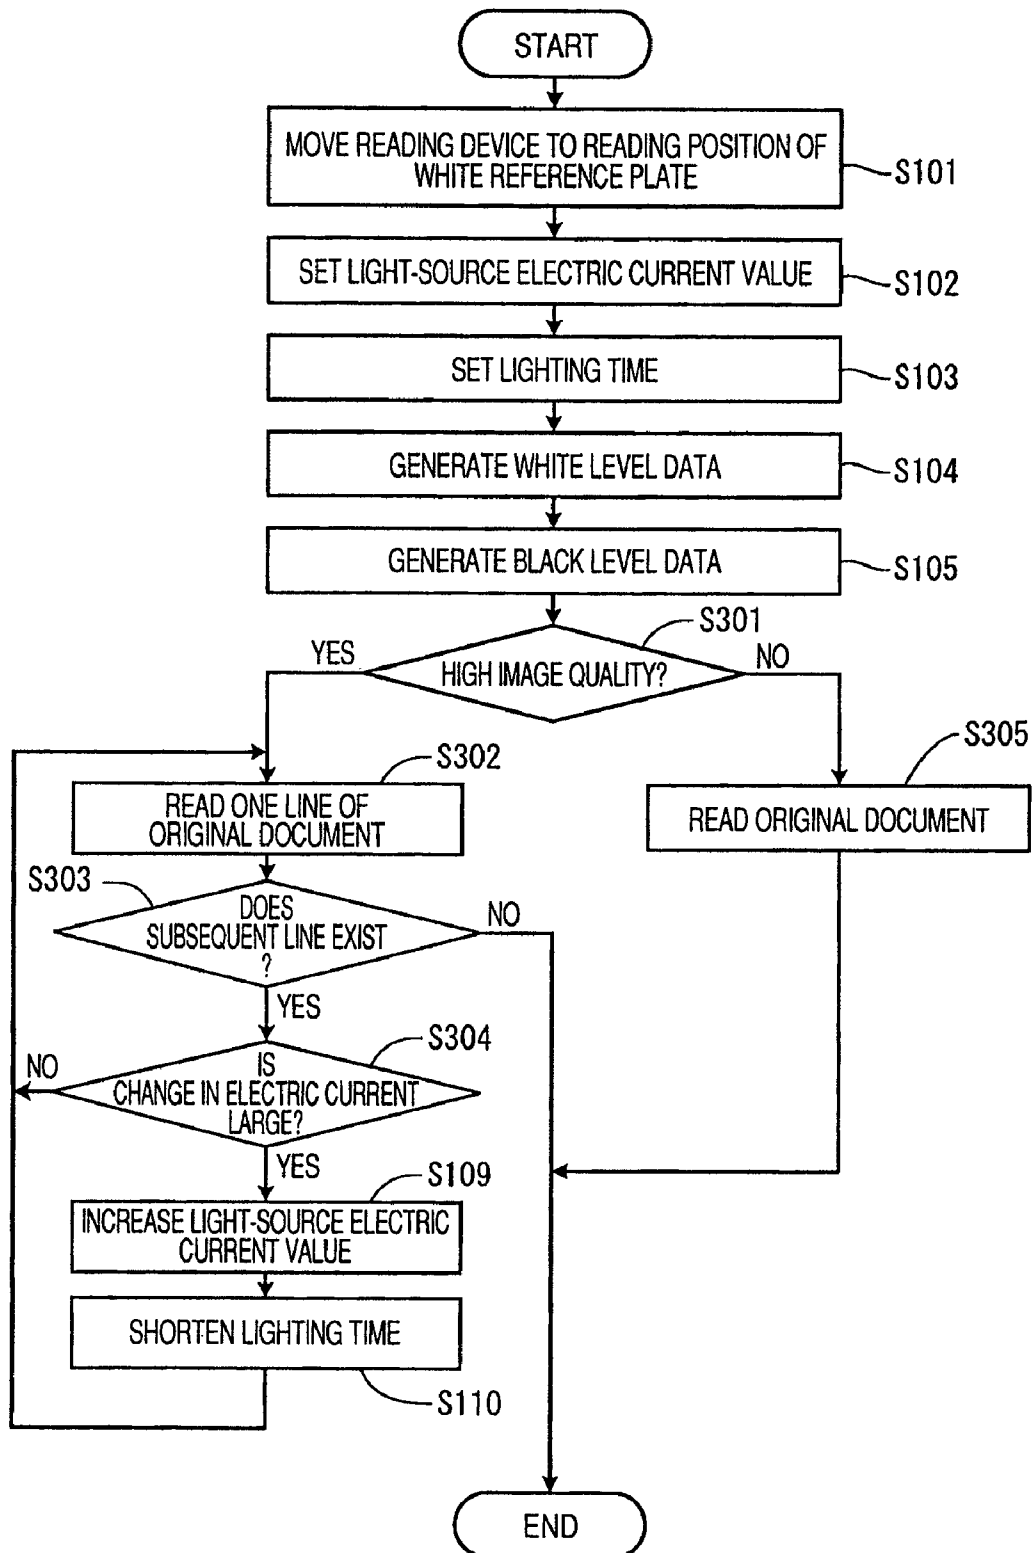 START
MOVE READING DEVICE TO READING POSITION OF
WHITE REFERENCE PLATE
S101
SET LIGHT-SOURCE ELECTRIC CURRENT VALUE
S102
SET LIGHTING TIME
S103
GENERATE WHITE LEVEL DATA
S104
GENERATE BLACK LEVEL DATA
S105
S301
YES
HIGH IMAGE QUALITY?
NO
S302
READ ONE LINE OF
ORIGINAL DOCUMENT
S305
READ ORIGINAL DOCUMENT
S303
DOES
SUBSEQUENT LINE EXIST
?
NO
YES
S304
NO
IS
CHANGE IN ELECTRIC CURRENT
LARGE?
YES
S109
INCREASE LIGHT-SOURCE ELECTRIC
CURRENT VALUE
SHORTEN LIGHTING TIME
S110
END